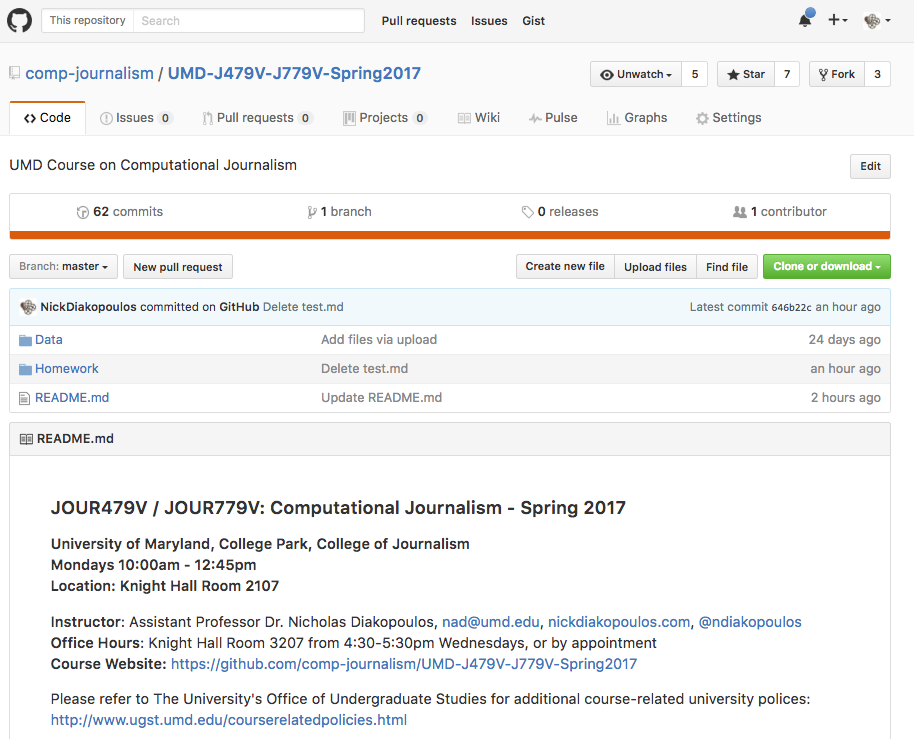 This repository Search Pull requests Issues Gist
comp-journalism / UMD-J479V-J779V-Spring2017 Unwatch 5 Star 7 Fork 3
Code Issues 0 Pull requests 0 Projects 0 Wiki Pulse Graphs Settings
UMD Course on Computational Journalism Edit
62 commits 1 branch 0 releases 1 contributor
Branch: master New pull request Create new file Upload files Find file Clone or download
NickDiakopoulos committed on GitHub Delete test.md Latest commit 646b22c an hour ago
Data Add files via upload 24 days ago
Homework Delete test.md an hour ago
README.md Update README.md 2 hours ago
README.md
JOUR479V / JOUR779V: Computational Journalism - Spring 2017
University of Maryland, College Park, College of Journalism
Mondays 10:00am - 12:45pm
Location: Knight Hall Room 2107
Instructor: Assistant Professor Dr. Nicholas Diakopoulos, nad@umd.edu, nickdiakopoulos.com, @ndiakopoulos
Office Hours: Knight Hall Room 3207 from 4:30-5:30pm Wednesdays, or by appointment
Course Website: https://github.com/comp-journalism/UMD-J479V-J779V-Spring2017
Please refer to The University's Office of Undergraduate Studies for additional course-related university polices:
http://www.ugst.umd.edu/courserelatedpolicies.html